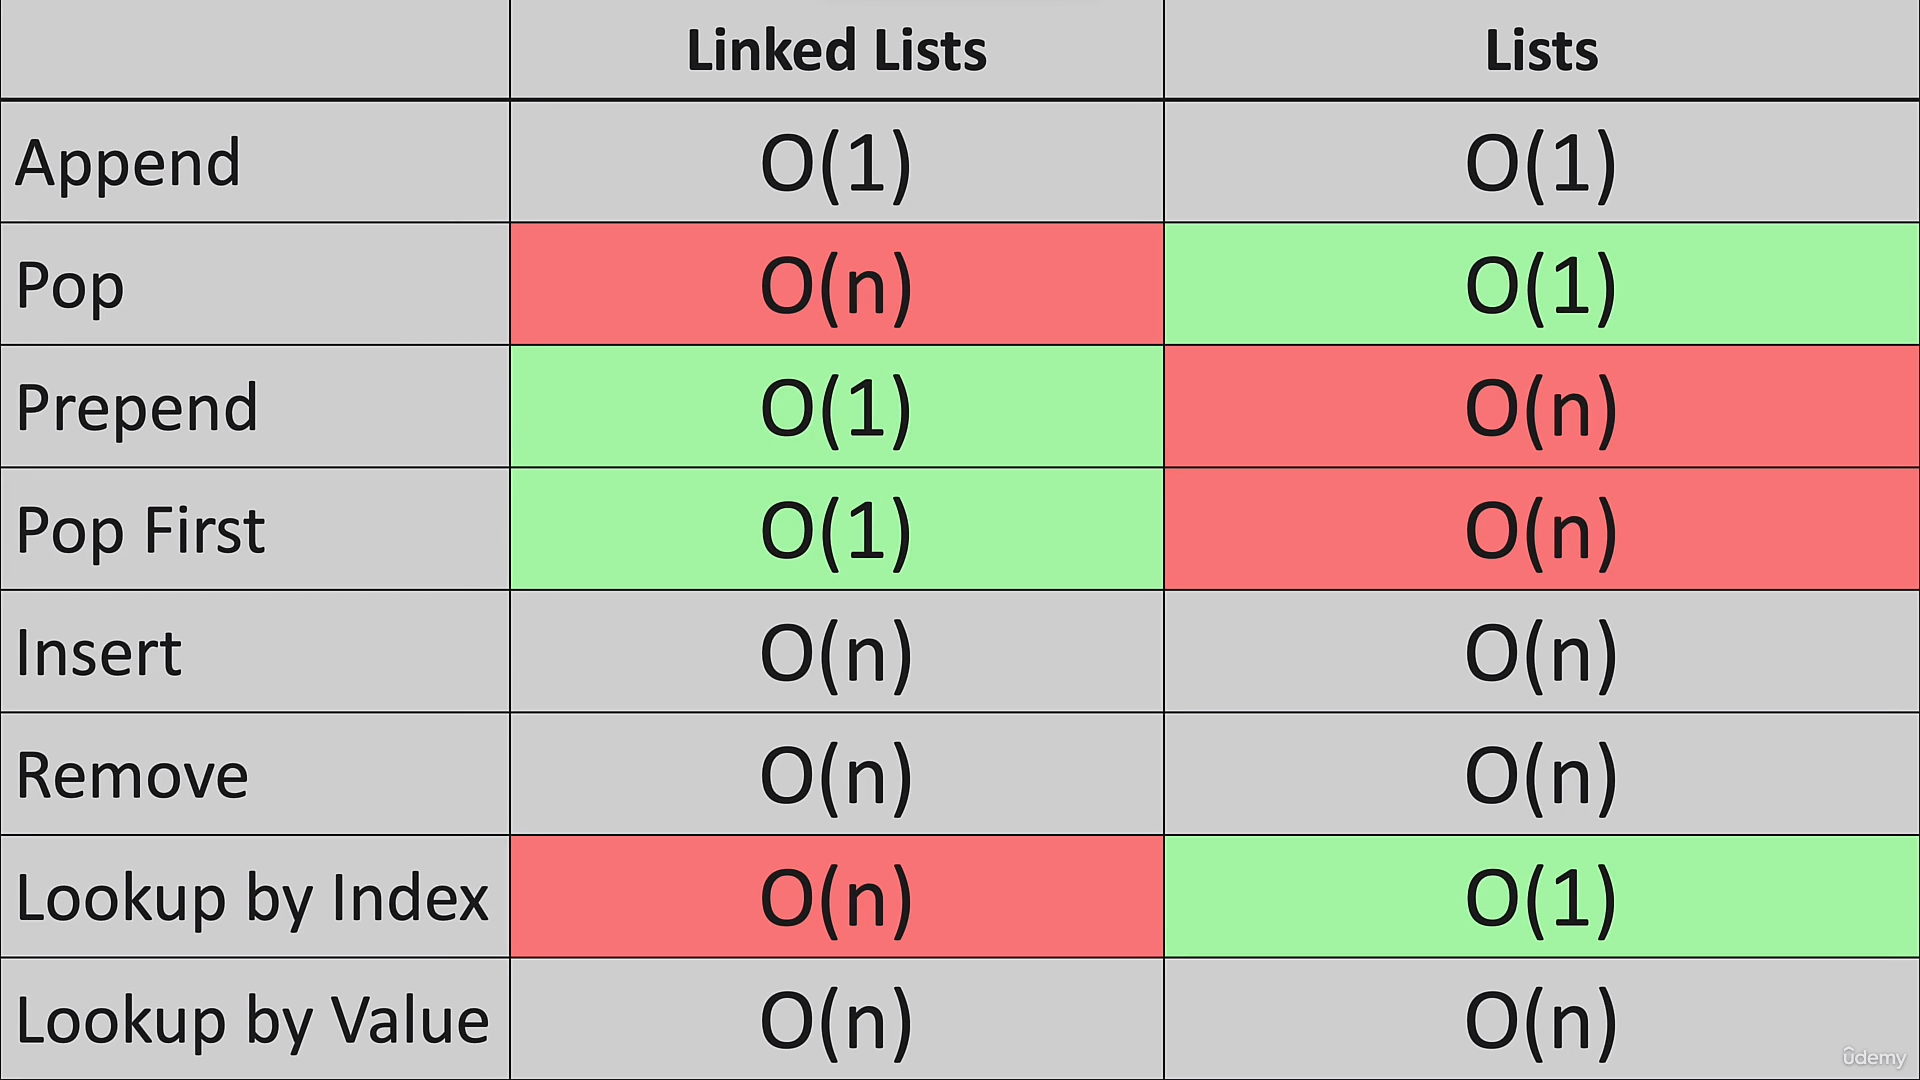 Linked Lists Lists
Append O(1) O(1)
Pop O(n) O(1)
Prepend O(1) O(n)
Pop First O(1) O(n)
Insert O(n) O(n)
Remove O(n) O(n)
Lookup by Index O(n) O(1)
Lookup by Value O(n) O(n)
ûdemy